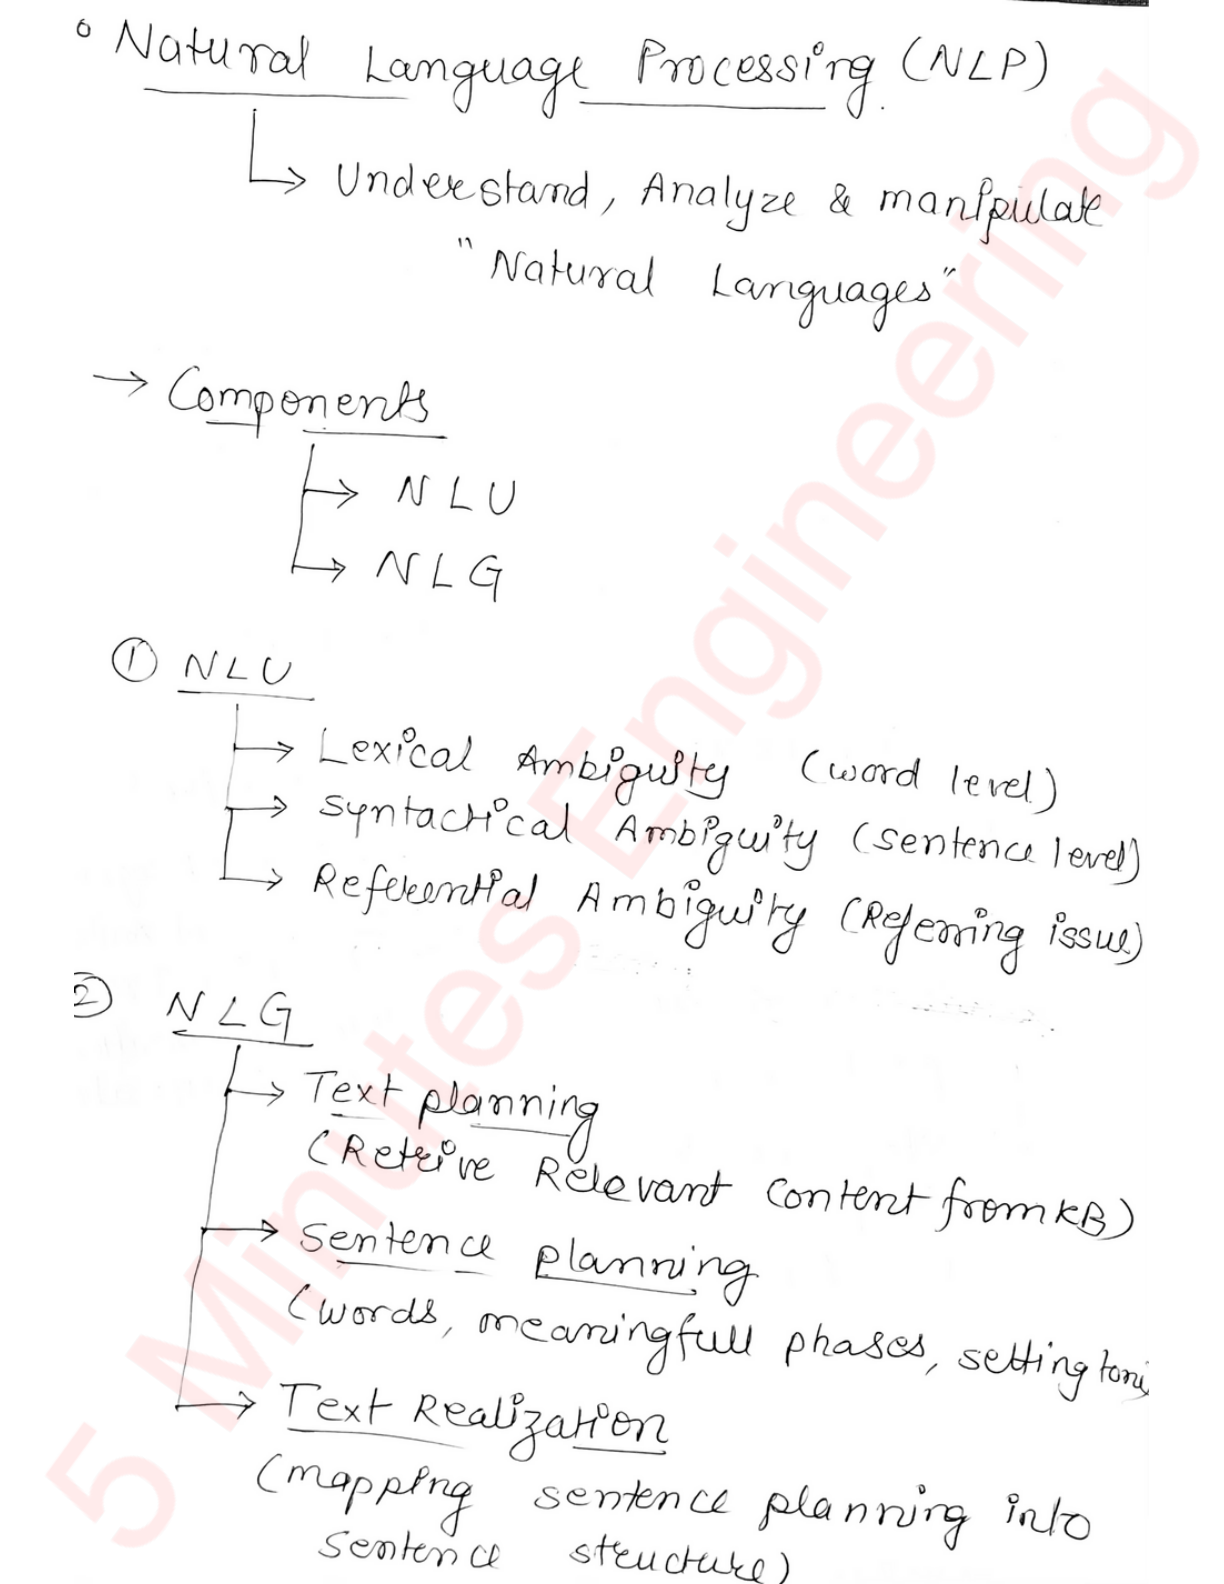 Natural Language Processing (NLP)
Understand, Analyze & manipulate
"Natural Languages"
→ Components
→ NLU
→ NLG
① NLU
→ Lexical Ambiguity (word level)
→ Syntactical Ambiguity (sentence level)
→ Referential Ambiguity (Referring issue)
② NLG
→ Text planning
(Retrive Relevant content from KB)
→ sentence planning
(words, meaningfull phases, setting
→ Text Realization
(mapping sentence planning into
sentence structure)
5 Minutes Engineering